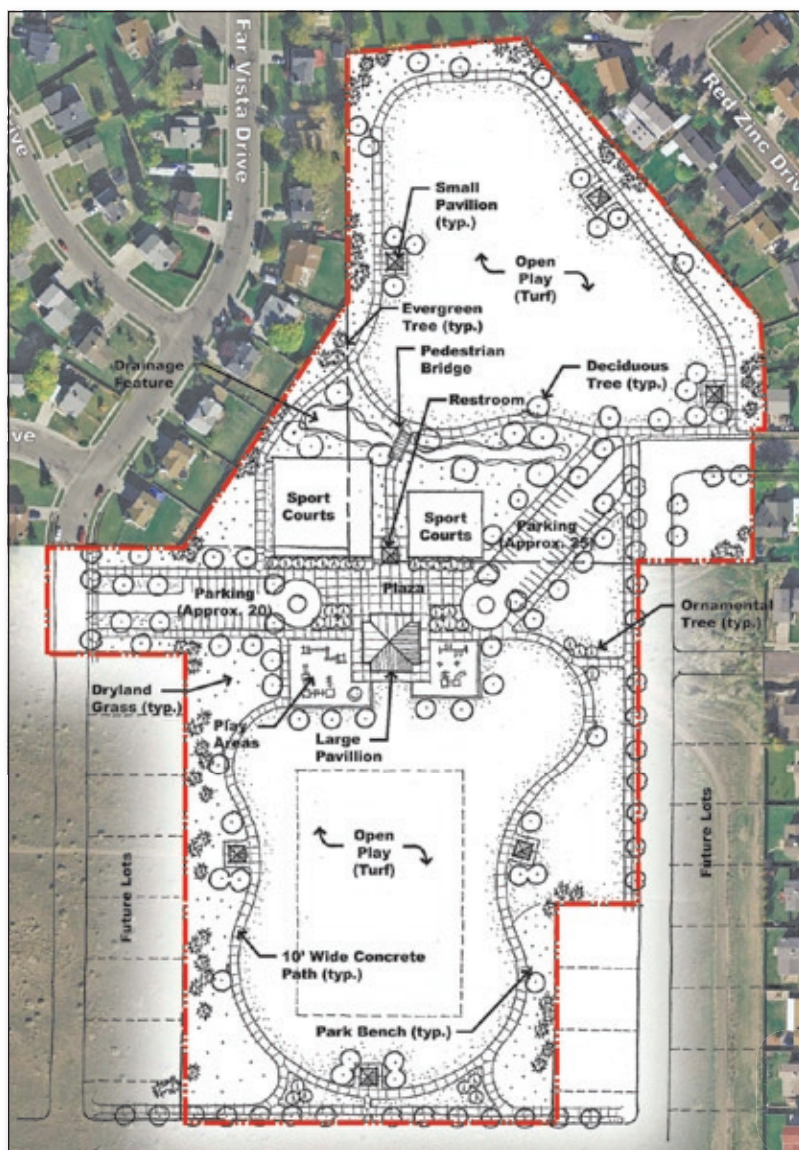 Far Vista Drive
Red Zinc Drive
Drive
ive
Small
Pavilion
(typ.)
Open
Play
(Turf)
Evergreen
Tree (typ.)
Pedestrian
Bridge
Deciduous
Tree (typ.)
Drainage
Feature
Restroom
Sport
Courts
Sport
Courts
Parking
(Approx. 25)
Parking
(Approx. 20)
Plaza
Ornamental
Tree (typ.)
Dryland
Grass (typ.)
Play
Areas
Large
Pavillion
Open
Play
(Turf)
Future Lots
Future Lots
10' Wide Concrete
Path (typ.)
Park Bench (typ.)